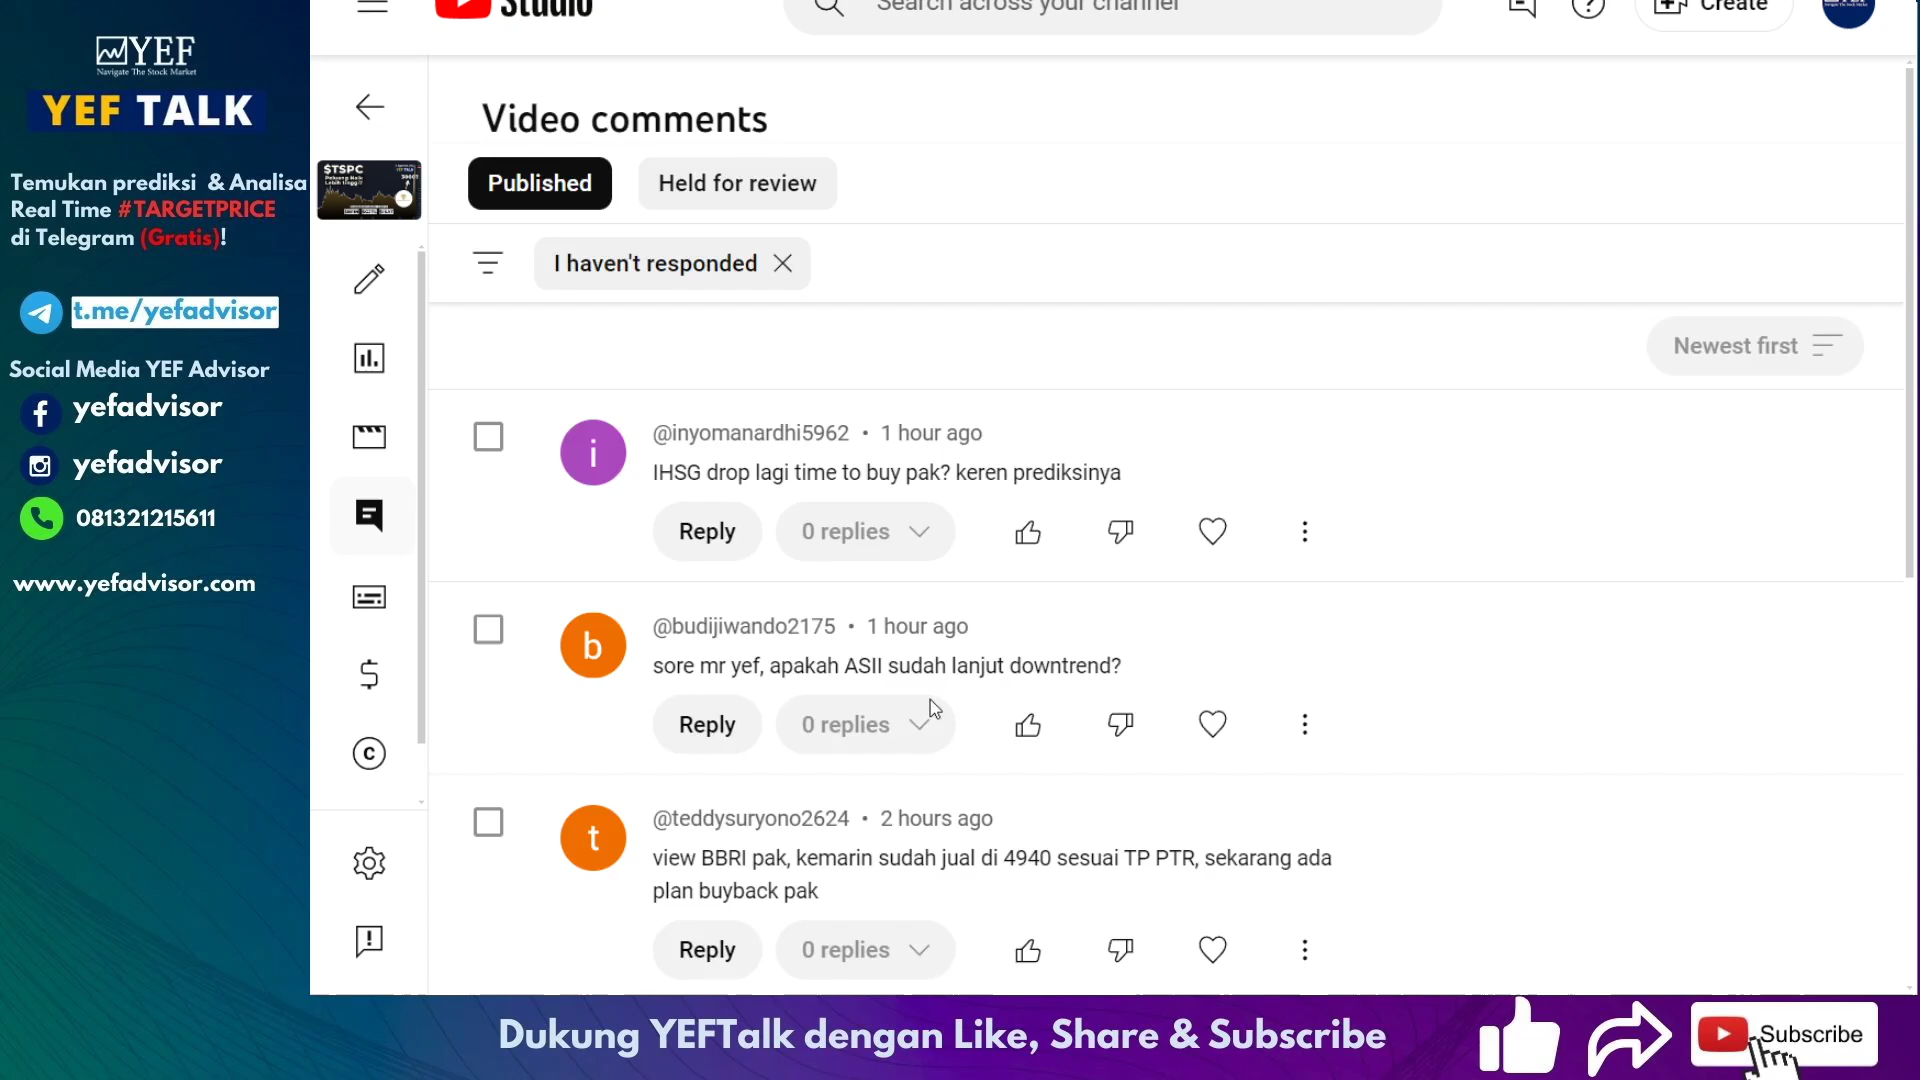 YEF
Navigate The Stock Market
YEF TALK
Temukan prediksi & Analisa
Real Time #TARGETPRICE
di Telegram (Gratis)!
t.me/yefadvisor
Social Media YEF Advisor
yefadvisor
yefadvisor
081321215611
www.yefadvisor.com
Studio
Search across your channel
Create
Video comments
$TSPC
Published
Held for review
I haven't responded
Newest first
@inyomanardhi5962 • 1 hour ago
IHSG drop lagi time to buy pak? keren prediksinya
Reply
0 replies
@budijiwando2175 • 1 hour ago
sore mr yef, apakah ASII sudah lanjut downtrend?
Reply
0 replies
@teddysuryono2624 • 2 hours ago
view BBRI pak, kemarin sudah jual di 4940 sesuai TP PTR, sekarang ada
plan buyback pak
Reply
0 replies
Dukung YEFTalk dengan Like, Share & Subscribe
Subscribe